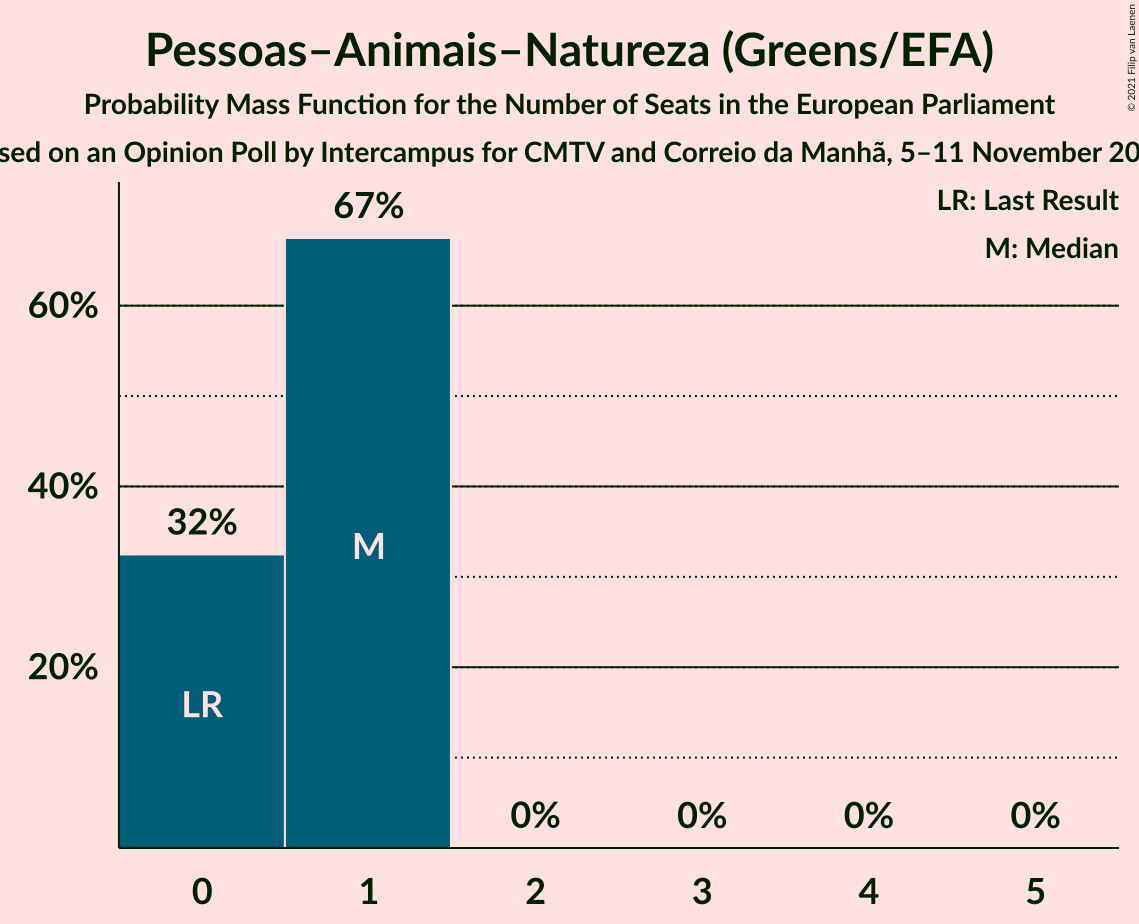 Pessoas–Animais–Natureza (Greens/EFA)
Probability Mass Function for the Number of Seats in the European Parliament
sed on an Opinion Poll by Intercampus for CMTV and Correio da Manhã, 5–11 November 20
© 2021 Filip van Laenen
LR: Last Result
M: Median
67%
60%
40%
32%
M
20%
LR
0% 0% 0% 0%
0 1 2 3 4 5